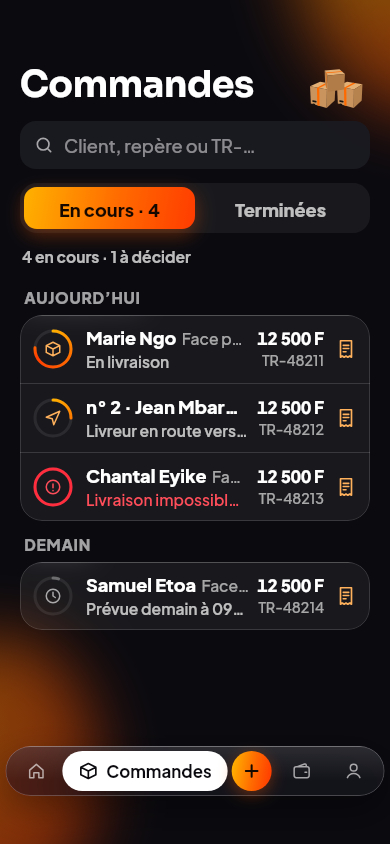 Commandes
Client, repère ou TR-…
En cours · 4
Terminées
4 en cours · 1 à décider
AUJOURD’HUI
Marie Ngo Face p… 12 500 F
En livraison TR-48211
n° 2 · Jean Mbar… 12 500 F
Livreur en route vers… TR-48212
Chantal Eyike Fa… 12 500 F
Livraison impossibl… TR-48213
DEMAIN
Samuel Etoa Face… 12 500 F
Prévue demain à 09… TR-48214
Commandes